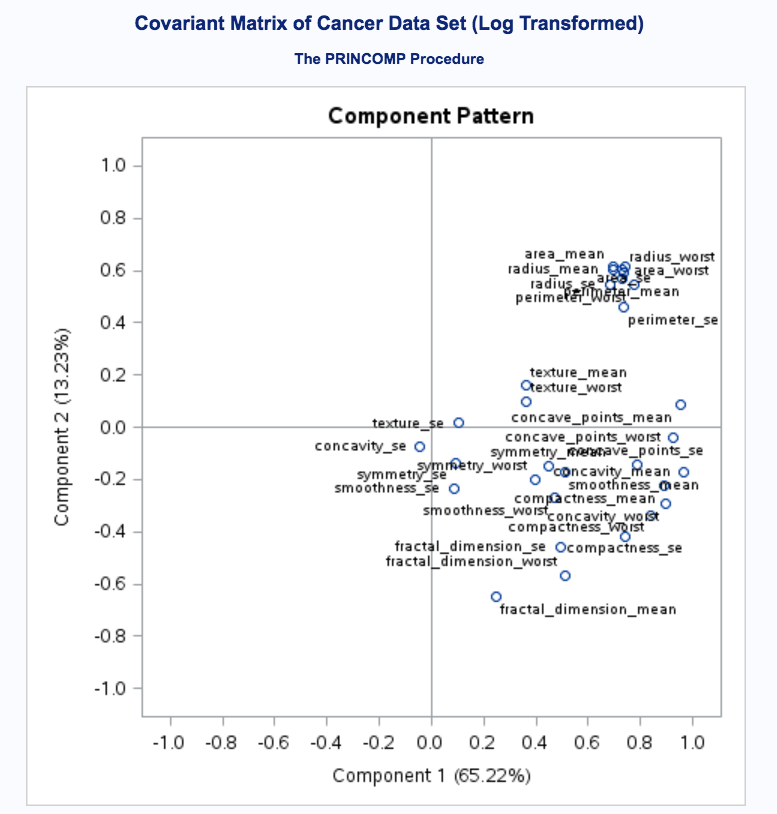 Covariant Matrix of Cancer Data Set (Log Transformed)
The PRINCOMP Procedure
Component Pattern
1.0
0.8
0.6
0.4
0.2
0.0
-0.2
-0.4
-0.6
-0.8
-1.0
Component 2 (13.23%)
area_mean
radius_worst
radius_mean
area_worst
area_se
radius_se
perimeter_mean
perimeter_worst
perimeter_se
texture_mean
texture_worst
concave_points_mean
texture_se
concave_points_worst
concavity_se
symmetry_mean
concave_points_se
symmetry_worst
concavity_mean
symmetry_se
smoothness_mean
smoothness_se
compactness_mean
smoothness_worst
concavity_worst
compactness_worst
fractal_dimension_se
compactness_se
fractal_dimension_worst
fractal_dimension_mean
-1.0 -0.8 -0.6 -0.4 -0.2 0.0 0.2 0.4 0.6 0.8 1.0
Component 1 (65.22%)